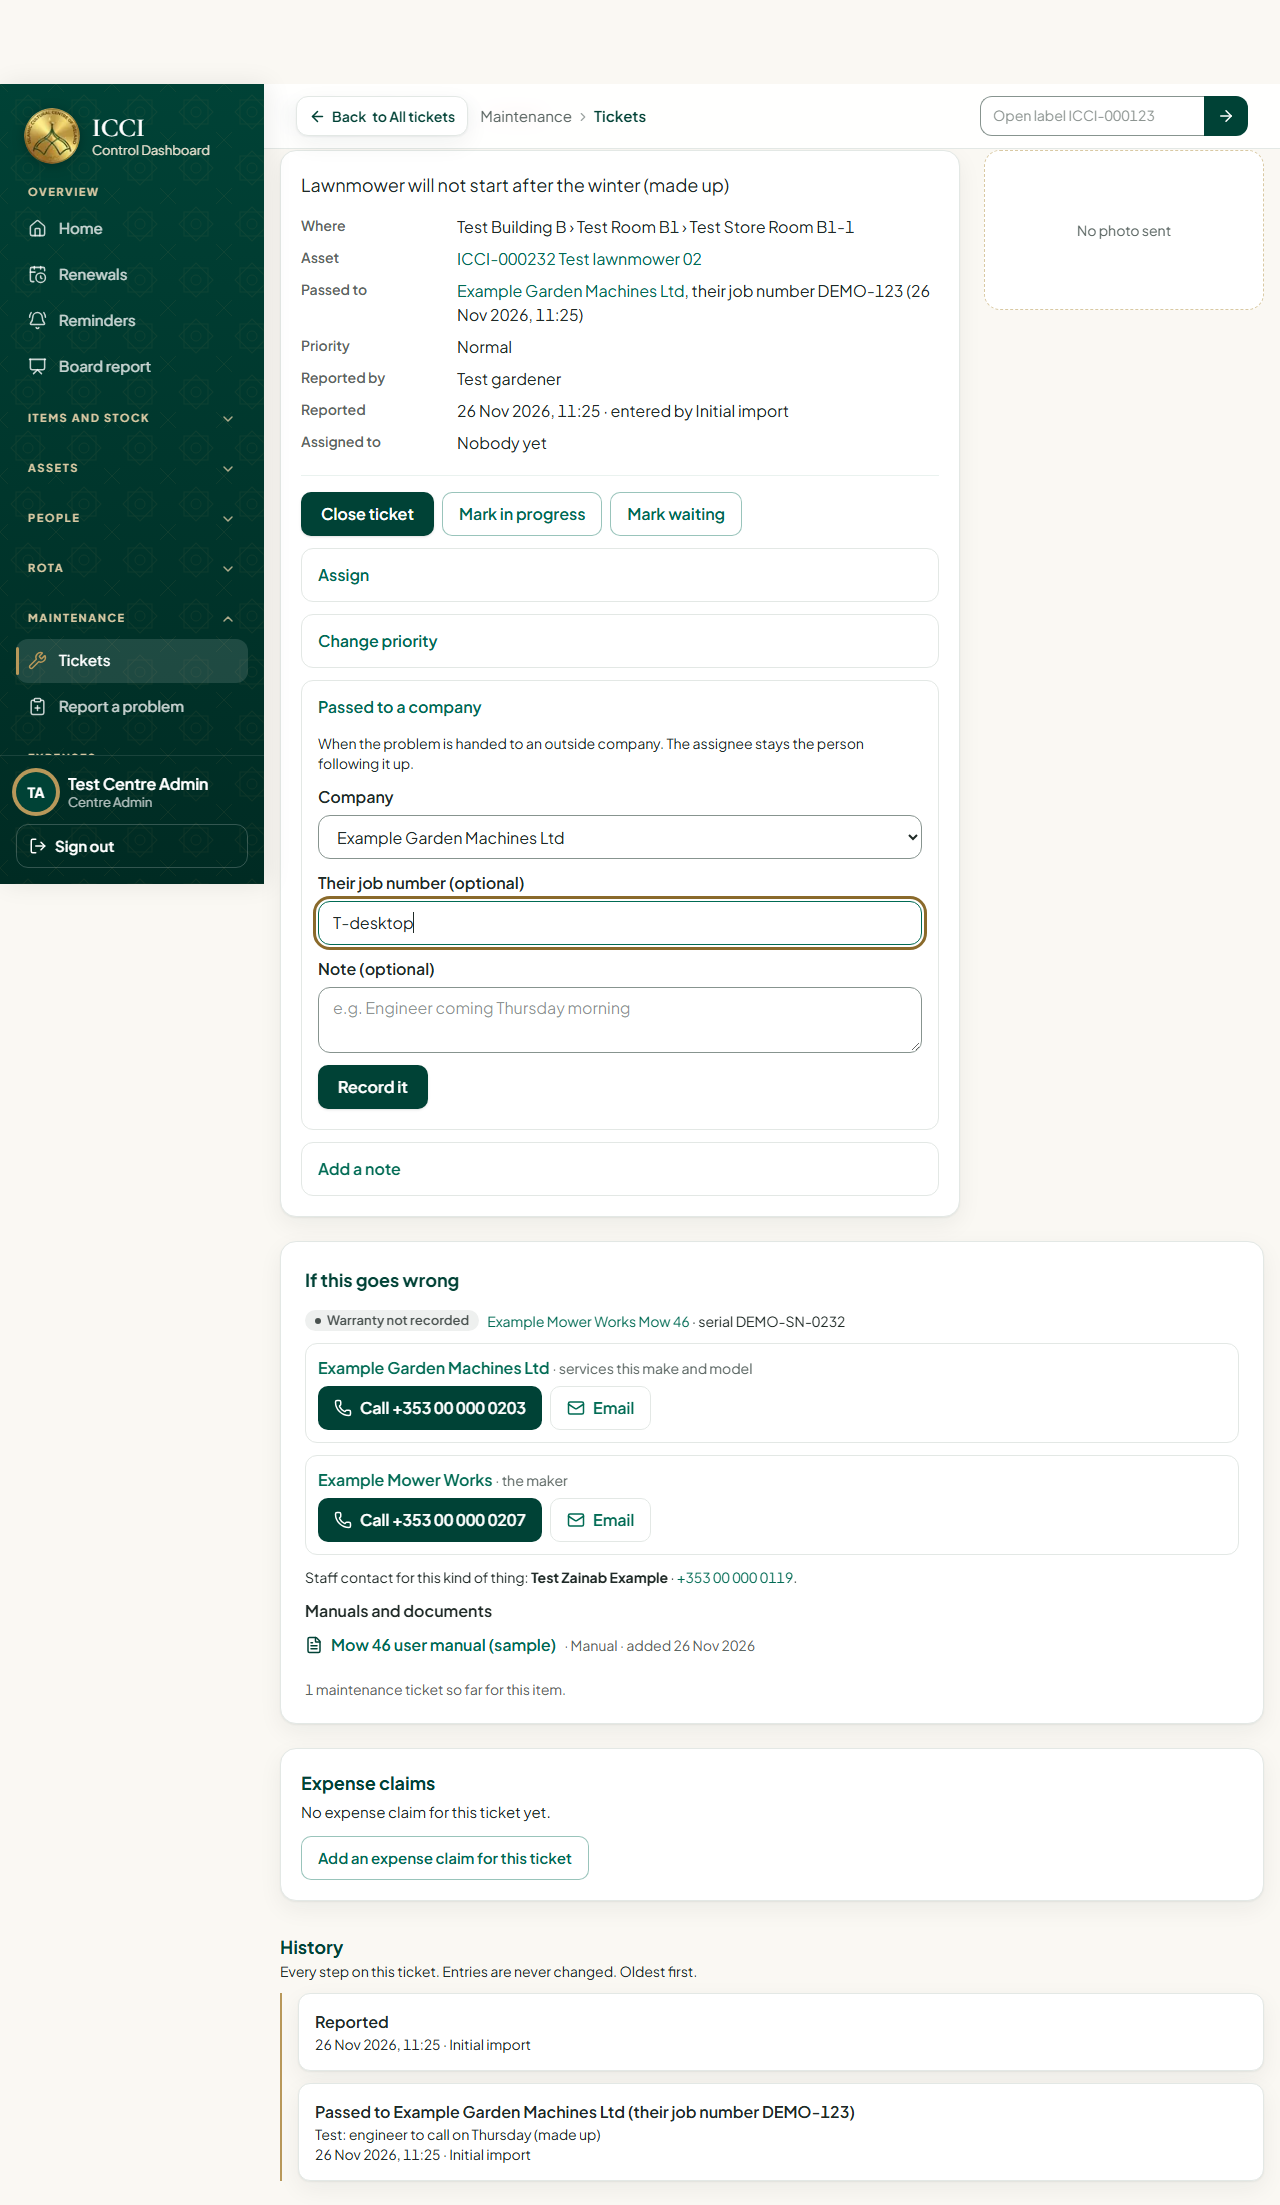 ICCI
Control Dashboard
OVERVIEW
Home
Renewals
Reminders
Board report
ITEMS AND STOCK
ASSETS
PEOPLE
ROTA
MAINTENANCE
Tickets
Report a problem
TA
Test Centre Admin
Centre Admin
Sign out
Back to All tickets
Maintenance › Tickets
Open label ICCI-000123
Lawnmower will not start after the winter (made up)
Where Test Building B › Test Room B1 › Test Store Room B1-1
Asset ICCI-000232 Test lawnmower 02
Passed to Example Garden Machines Ltd, their job number DEMO-123 (26
Nov 2026, 11:25)
Priority Normal
Reported by Test gardener
Reported 26 Nov 2026, 11:25 · entered by Initial import
Assigned to Nobody yet
Close ticket Mark in progress Mark waiting
Assign
Change priority
Passed to a company
When the problem is handed to an outside company. The assignee stays the person
following it up.
Company
Example Garden Machines Ltd
Their job number (optional)
T-desktop
Note (optional)
e.g. Engineer coming Thursday morning
Record it
Add a note
No photo sent
If this goes wrong
Warranty not recorded Example Mower Works Mow 46 · serial DEMO-SN-0232
Example Garden Machines Ltd · services this make and model
Call +353 00 000 0203 Email
Example Mower Works · the maker
Call +353 00 000 0207 Email
Staff contact for this kind of thing: Test Zainab Example · +353 00 000 0119.
Manuals and documents
Mow 46 user manual (sample) · Manual · added 26 Nov 2026
1 maintenance ticket so far for this item.
Expense claims
No expense claim for this ticket yet.
Add an expense claim for this ticket
History
Every step on this ticket. Entries are never changed. Oldest first.
Reported
26 Nov 2026, 11:25 · Initial import
Passed to Example Garden Machines Ltd (their job number DEMO-123)
Test: engineer to call on Thursday (made up)
26 Nov 2026, 11:25 · Initial import